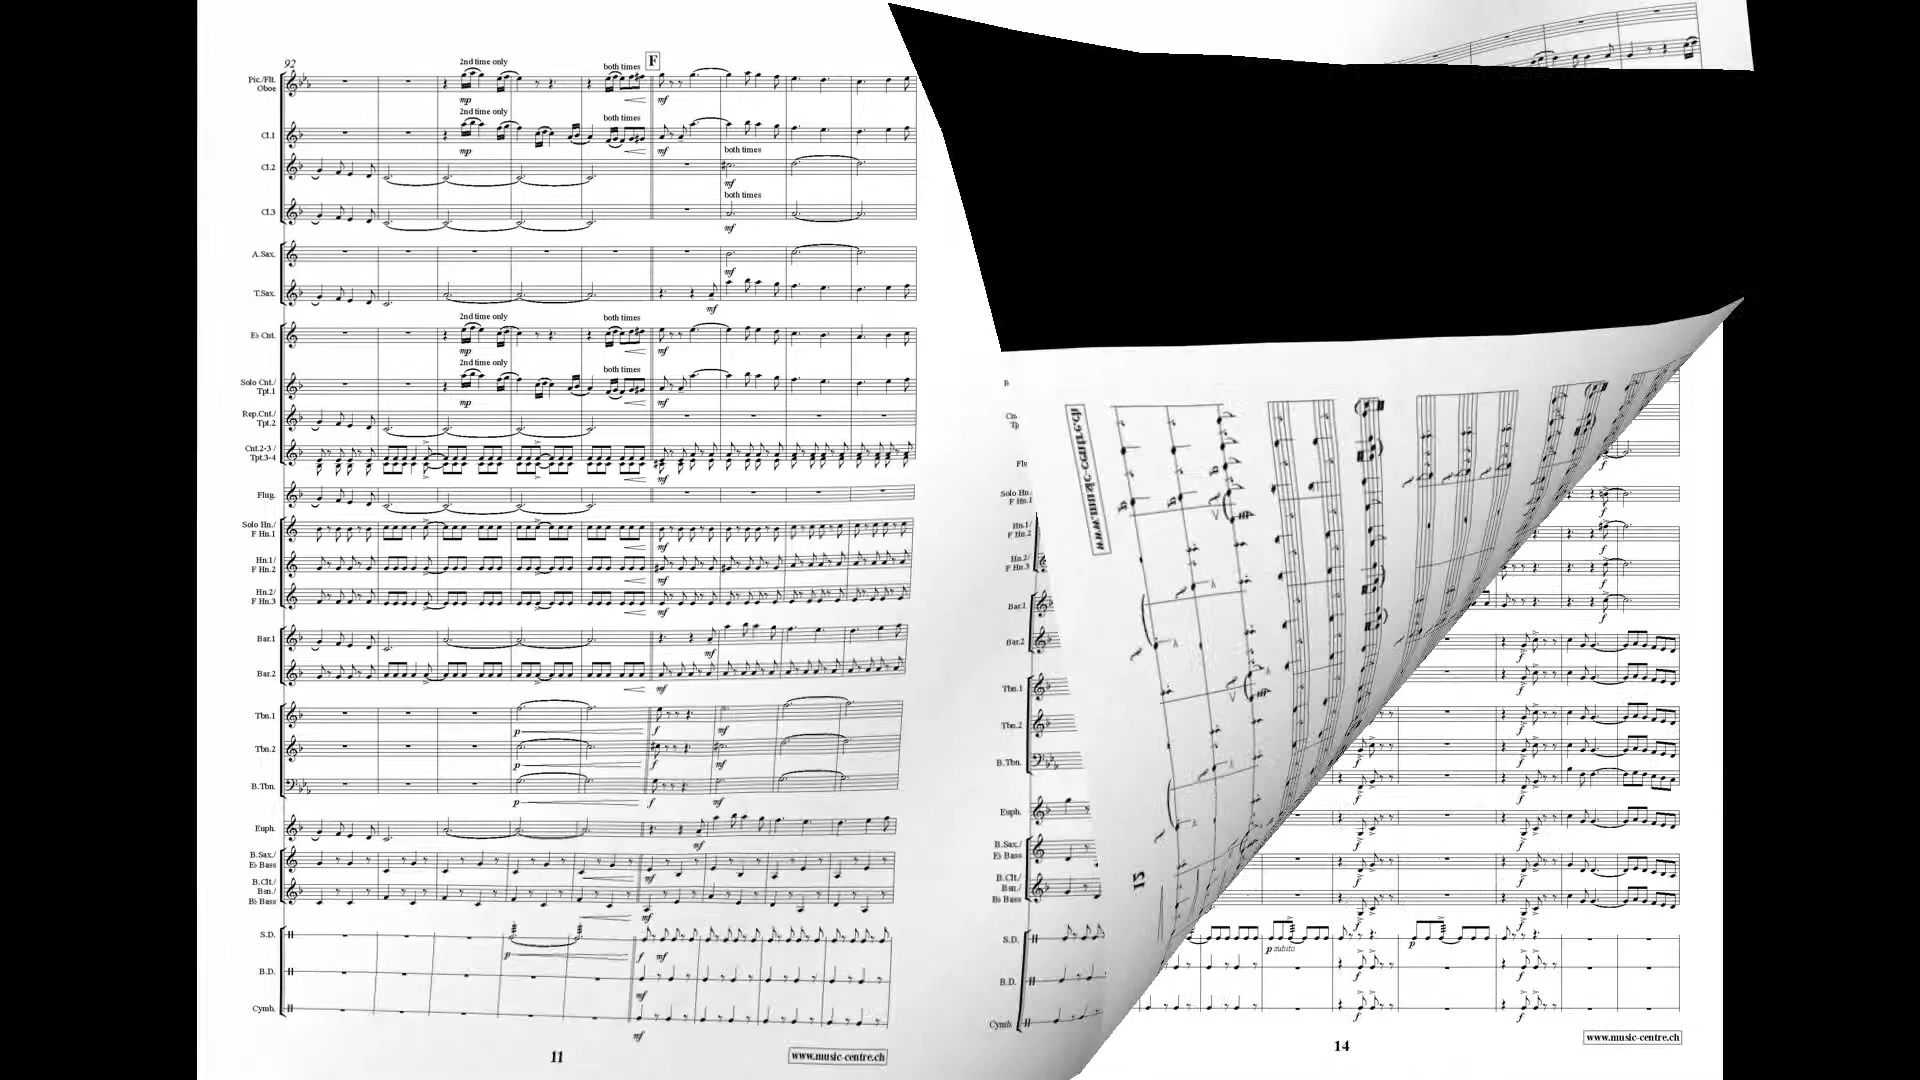 92
2nd time only
both times
F
Pic./Flt.
Oboe
mp
mf
2nd time only
both times
Cl.1
mp
mf
both times
Cl.2
mf
both times
Cl.3
mf
A.Sax.
mf
T.Sax.
mf
2nd time only
both times
E♭ Cnt.
mp
mf
2nd time only
both times
Solo Cnt./
Tpt.1
mp
mf
Rep.Cnt./
Tpt.2
Cnt.2-3 /
Tpt.3-4
mf
Flug.
Solo Hn./
F Hn.1
mf
Hn.1/
F Hn.2
mf
Hn.2/
F Hn.3
mf
Bar.1
mf
Bar.2
mf
Tbn.1
p f mf
Tbn.2
p f mf
B.Tbn.
p f mf
Euph.
mf
B.Sax./
E♭ Bass
mf
B.Clt./
Bsn./
B♭ Bass
mf
S.D.
p f mf
B.D.
mf
Cymb.
mf
11
www.music-centre.ch
Solo Hn.
F Hn.1
Hn.1/
F Hn.2
Hn.2/
F Hn.3
Bar.1
Bar.2
Tbn.1
Tbn.2
B.Tbn.
Euph.
B.Sax./
E♭ Bass
B.Clt./
Bsn./
B♭ Bass
S.D.
B.D.
Cymb.
www.music-centre.ch
p subito
p
f
f
14
www.music-centre.ch